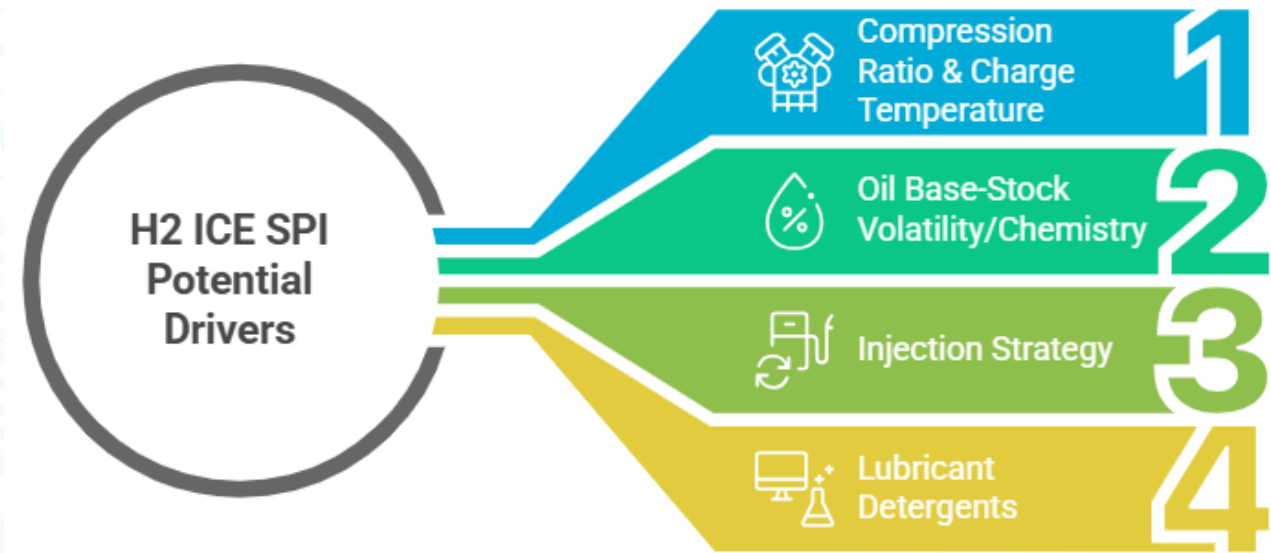 H2 ICE SPI
Potential
Drivers
Compression
Ratio & Charge
Temperature
1
Oil Base-Stock
Volatility/Chemistry
2
Injection Strategy
3
Lubricant
Detergents
4